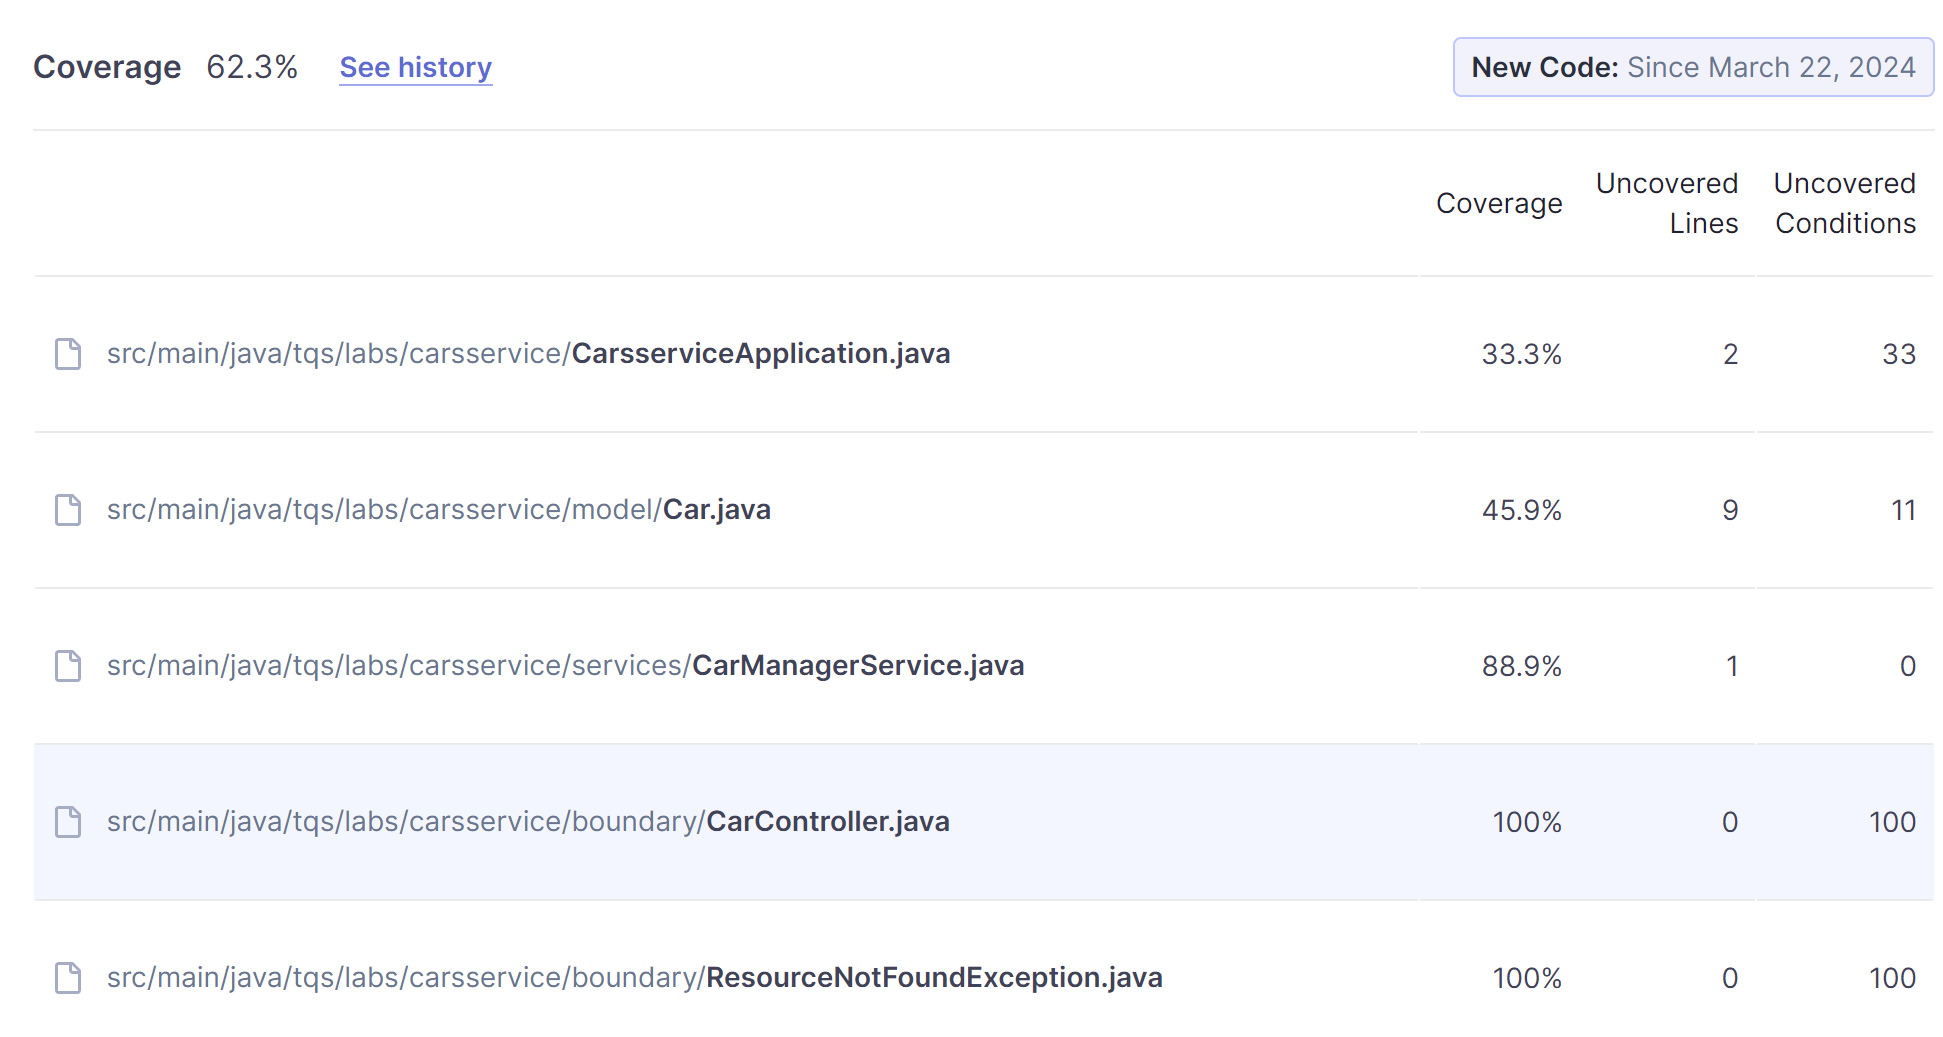 Coverage 62.3% See history New Code: Since March 22, 2024
Coverage Uncovered Lines Uncovered Conditions
src/main/java/tqs/labs/carsservice/CarsserviceApplication.java 33.3% 2 33
src/main/java/tqs/labs/carsservice/model/Car.java 45.9% 9 11
src/main/java/tqs/labs/carsservice/services/CarManagerService.java 88.9% 1 0
src/main/java/tqs/labs/carsservice/boundary/CarController.java 100% 0 100
src/main/java/tqs/labs/carsservice/boundary/ResourceNotFoundException.java 100% 0 100